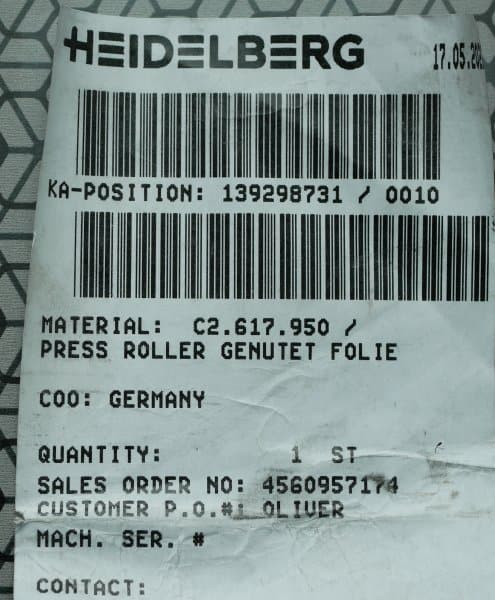 HEIDELBERG
17.05.
KA-POSITION: 139298731 / 0010
MATERIAL: C2.617.950 /
PRESS ROLLER GENUTET FOLIE
COO: GERMANY
QUANTITY: 1 ST
SALES ORDER NO: 4560957174
CUSTOMER P.O.#: OLIVER
MACH. SER. #
CONTACT: